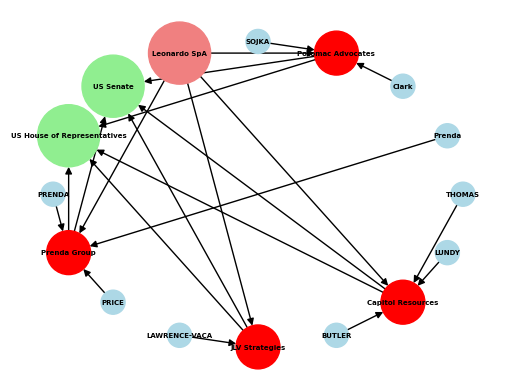 SOJKA
Leonardo SpA
Potomac Advocates
US Senate
Clark
US House of Representatives
Prenda
PRENDA
THOMAS
Prenda Group
LUNDY
PRICE
Capitol Resources
LAWRENCE-VACA
BUTLER
LV Strategies